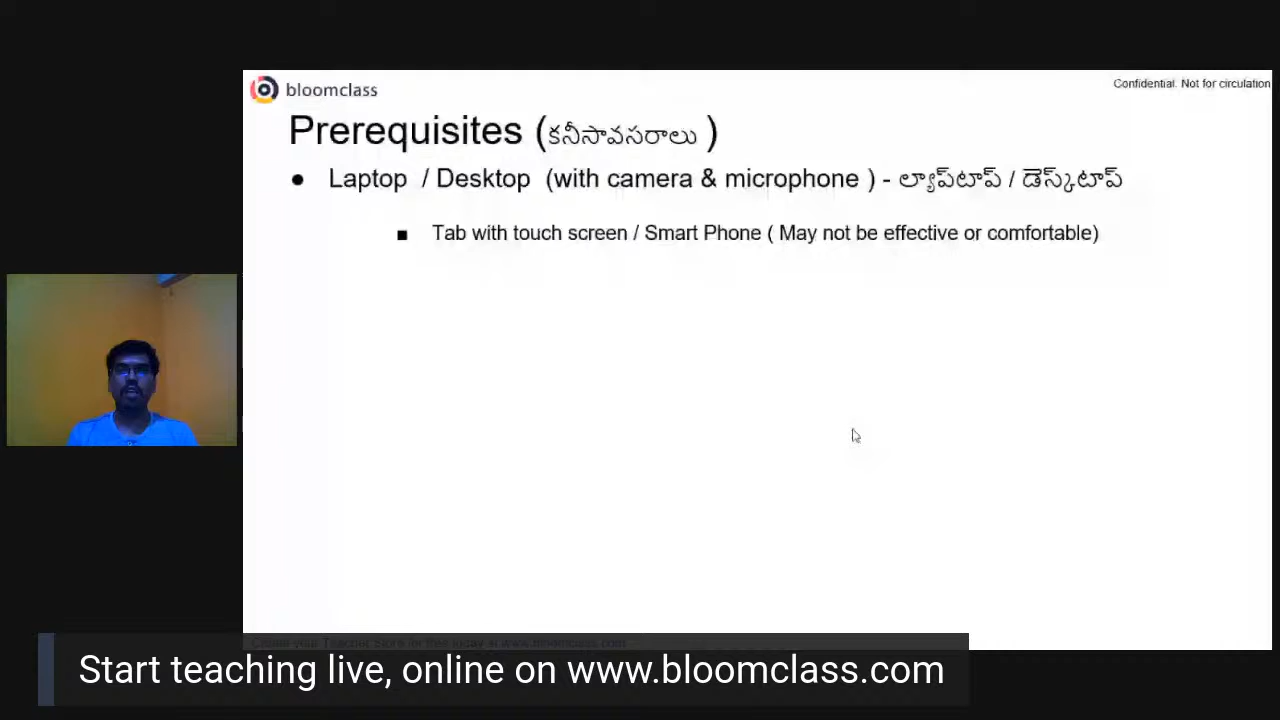 bloomclass
Confidential. Not for circulation
Prerequisites (కనీసావసరాలు )
● Laptop / Desktop (with camera & microphone ) - ల్యాప్‌టాప్ / డెస్క్‌టాప్
■ Tab with touch screen / Smart Phone ( May not be effective or comfortable)
Start teaching live, online on www.bloomclass.com